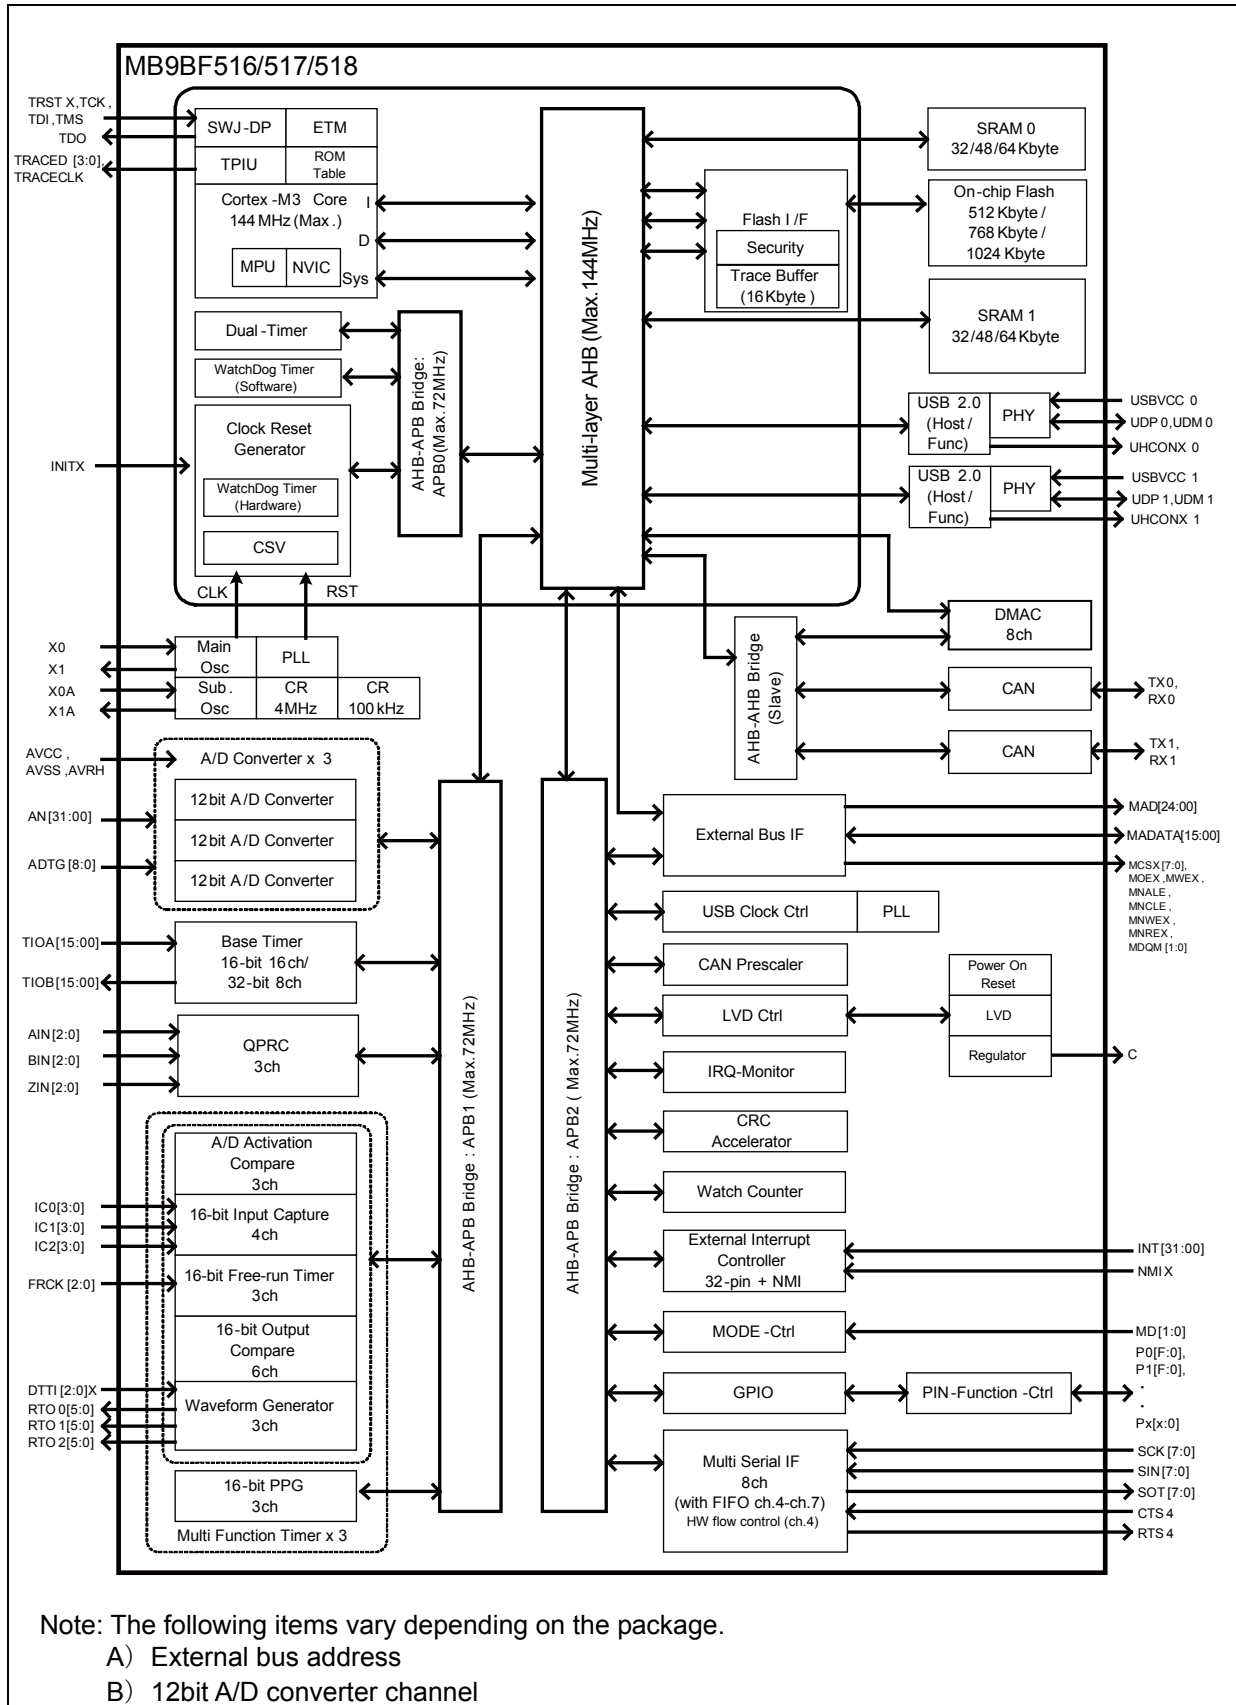 MB9BF516/517/518
TRST X,TCK ,
TDI ,TMS
TDO
TRACED [3:0],
TRACECLK
SWJ-DP
ETM
TPIU
ROM
Table
Cortex -M3 Core
144 MHz (Max .)
I
D
Sys
MPU
NVIC
Dual -Timer
WatchDog Timer
(Software)
Clock Reset
Generator
WatchDog Timer
(Hardware)
CSV
INITX
CLK
RST
AHB-APB Bridge:
APB0(Max.72MHz)
Multi-layer AHB (Max.144MHz)
Flash I /F
Security
Trace Buffer
(16 Kbyte )
SRAM 0
32/48/64 Kbyte
On-chip Flash
512 Kbyte /
768 Kbyte /
1024 Kbyte
SRAM 1
32/48/64 Kbyte
USB 2.0
(Host /
Func)
PHY
USBVCC 0
UDP 0,UDM 0
UHCONX 0
USB 2.0
(Host /
Func)
PHY
USBVCC 1
UDP 1,UDM 1
UHCONX 1
X0
X1
X0A
X1A
Main
Osc
PLL
Sub .
Osc
CR
4MHz
CR
100 kHz
AHB-AHB Bridge
(Slave)
DMAC
8ch
CAN
TX0,
RX0
CAN
TX1,
RX1
AVCC ,
AVSS ,AVRH
AN [31:00]
ADTG [8:0]
A/D Converter x 3
12bit A/D Converter
12bit A/D Converter
12bit A/D Converter
TIOA [15:00]
TIOB [15:00]
Base Timer
16-bit 16ch/
32-bit 8ch
AIN [2:0]
BIN [2:0]
ZIN [2:0]
QPRC
3ch
A/D Activation
Compare
3ch
IC0[3:0]
IC1[3:0]
IC2[3:0]
16-bit Input Capture
4ch
FRCK [2:0]
16-bit Free-run Timer
3ch
16-bit Output
Compare
6ch
DTTI [2:0]X
RTO 0[5:0]
RTO 1[5:0]
RTO 2[5:0]
Waveform Generator
3ch
16-bit PPG
3ch
Multi Function Timer x 3
AHB-APB Bridge : APB1 (Max.72MHz)
AHB-APB Bridge : APB2 ( Max.72MHz)
External Bus IF
MAD[24:00]
MADATA[15:00]
MCSX [7:0],
MOEX ,MWEX ,
MNALE ,
MNCLE ,
MNWEX ,
MNREX ,
MDQM [1:0]
USB Clock Ctrl
PLL
CAN Prescaler
LVD Ctrl
Power On
Reset
LVD
Regulator
C
IRQ-Monitor
CRC
Accelerator
Watch Counter
External Interrupt
Controller
32-pin + NMI
INT [31:00]
NMI X
MODE -Ctrl
MD [1:0]
GPIO
PIN -Function -Ctrl
P0[F:0],
P1[F:0],
.
.
Px[x:0]
Multi Serial IF
8ch
(with FIFO ch.4-ch.7)
HW flow control (ch.4)
SCK [7:0]
SIN [7:0]
SOT [7:0]
CTS 4
RTS 4
Note: The following items vary depending on the package.
A） External bus address
B） 12bit A/D converter channel